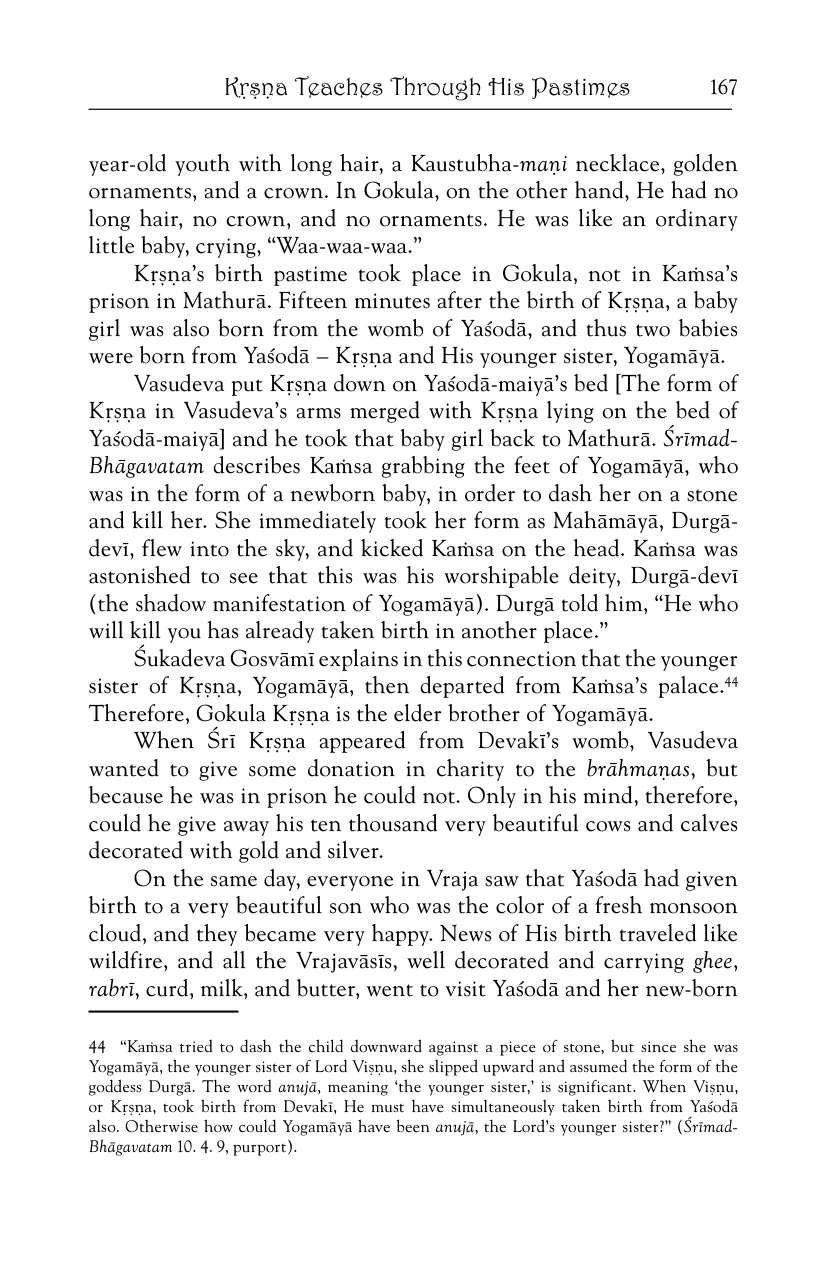 Kṛṣṇa Teaches Through His Pastimes 167
year-old youth with long hair, a Kaustubha-maṇi necklace, golden
ornaments, and a crown. In Gokula, on the other hand, He had no
long hair, no crown, and no ornaments. He was like an ordinary
little baby, crying, “Waa-waa-waa.”
Kṛṣṇa’s birth pastime took place in Gokula, not in Kaṁsa’s
prison in Mathurā. Fifteen minutes after the birth of Kṛṣṇa, a baby
girl was also born from the womb of Yaśodā, and thus two babies
were born from Yaśodā – Kṛṣṇa and His younger sister, Yogamāyā.
Vasudeva put Kṛṣṇa down on Yaśodā-maiyā’s bed [The form of
Kṛṣṇa in Vasudeva’s arms merged with Kṛṣṇa lying on the bed of
Yaśodā-maiyā] and he took that baby girl back to Mathurā. Śrīmad-
Bhāgavatam describes Kaṁsa grabbing the feet of Yogamāyā, who
was in the form of a newborn baby, in order to dash her on a stone
and kill her. She immediately took her form as Mahāmāyā, Durgā-
devī, flew into the sky, and kicked Kaṁsa on the head. Kaṁsa was
astonished to see that this was his worshipable deity, Durgā-devī
(the shadow manifestation of Yogamāyā). Durgā told him, “He who
will kill you has already taken birth in another place.”
Śukadeva Gosvāmī explains in this connection that the younger
sister of Kṛṣṇa, Yogamāyā, then departed from Kaṁsa’s palace.44
Therefore, Gokula Kṛṣṇa is the elder brother of Yogamāyā.
When Śrī Kṛṣṇa appeared from Devakī’s womb, Vasudeva
wanted to give some donation in charity to the brāhmaṇas, but
because he was in prison he could not. Only in his mind, therefore,
could he give away his ten thousand very beautiful cows and calves
decorated with gold and silver.
On the same day, everyone in Vraja saw that Yaśodā had given
birth to a very beautiful son who was the color of a fresh monsoon
cloud, and they became very happy. News of His birth traveled like
wildfire, and all the Vrajavāsīs, well decorated and carrying ghee,
rabrī, curd, milk, and butter, went to visit Yaśodā and her new-born
44 “Kaṁsa tried to dash the child downward against a piece of stone, but since she was
Yogamāyā, the younger sister of Lord Viṣṇu, she slipped upward and assumed the form of the
goddess Durgā. The word anujā, meaning ‘the younger sister,’ is significant. When Viṣṇu,
or Kṛṣṇa, took birth from Devakī, He must have simultaneously taken birth from Yaśodā
also. Otherwise how could Yogamāyā have been anujā, the Lord’s younger sister?” (Śrīmad-
Bhāgavatam 10. 4. 9, purport).